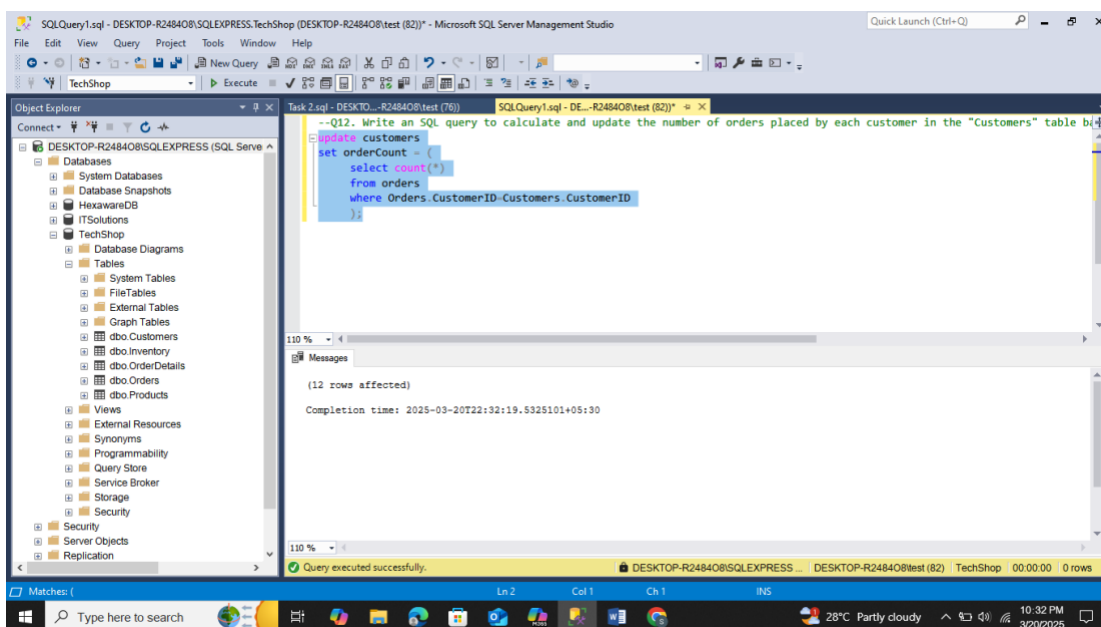 SQLQuery1.sql - DESKTOP-R2484O8\SQLEXPRESS.TechShop (DESKTOP-R2484O8\test (82))* - Microsoft SQL Server Management Studio
Quick Launch (Ctrl+Q)
File Edit View Query Project Tools Window Help
New Query
TechShop
Execute
Object Explorer
Connect
DESKTOP-R2484O8\SQLEXPRESS (SQL Serve
Databases
System Databases
Database Snapshots
HexawareDB
ITSolutions
TechShop
Database Diagrams
Tables
System Tables
FileTables
External Tables
Graph Tables
dbo.Customers
dbo.Inventory
dbo.OrderDetails
dbo.Orders
dbo.Products
Views
External Resources
Synonyms
Programmability
Query Store
Service Broker
Storage
Security
Security
Server Objects
Replication
Task 2.sql - DESKTO...-R2484O8\test (76))
SQLQuery1.sql - DE...-R2484O8\test (82))*
--Q12. Write an SQL query to calculate and update the number of orders placed by each customer in the "Customers" table ba
update customers
set orderCount = (
select count(*)
from orders
where Orders.CustomerID=Customers.CustomerID
);
110 %
Messages
(12 rows affected)
Completion time: 2025-03-20T22:32:19.5325101+05:30
110 %
Query executed successfully.
DESKTOP-R2484O8\SQLEXPRESS ...
DESKTOP-R2484O8\test (82)
TechShop
00:00:00
0 rows
Matches: (
Ln 2
Col 1
Ch 1
INS
Type here to search
28°C Partly cloudy
10:32 PM
3/20/2025